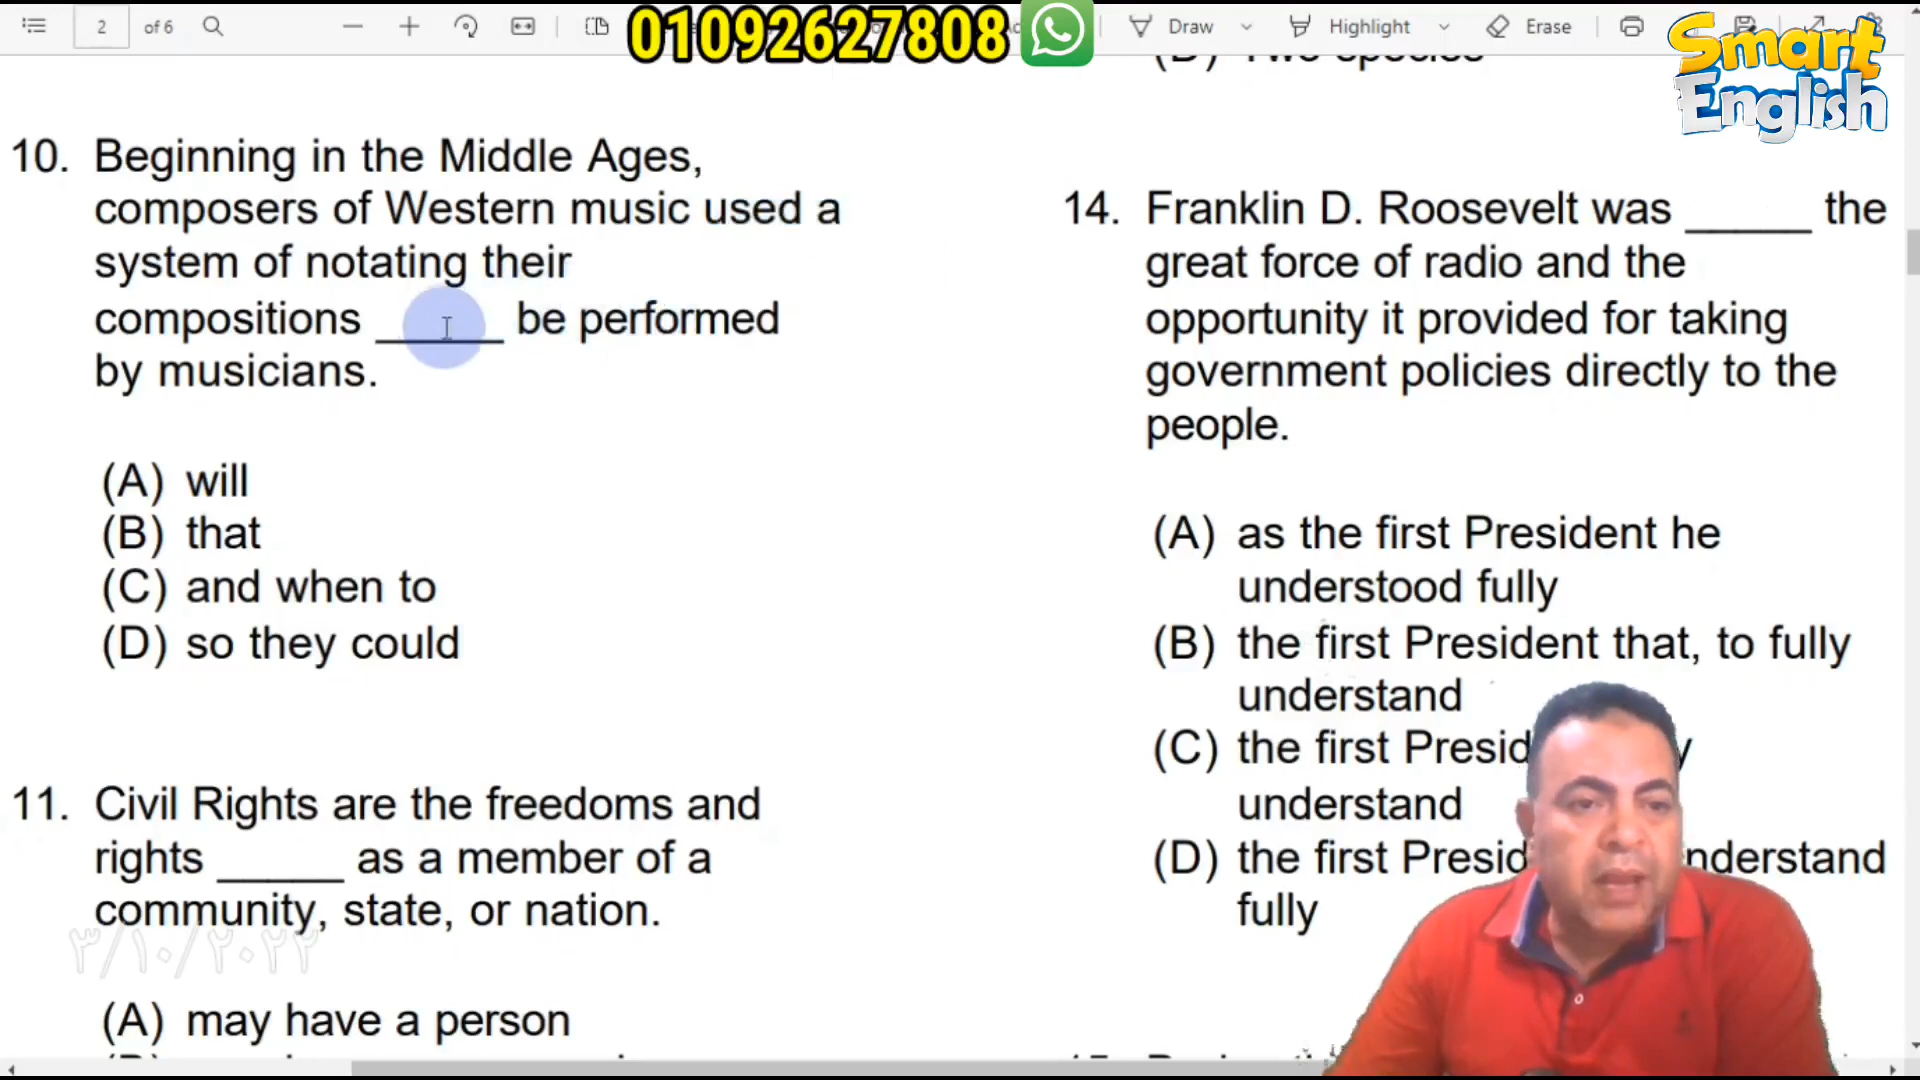 2
of 6
01092627808
Draw
Highlight
Erase
Smart
English
10. Beginning in the Middle Ages,
composers of Western music used a
system of notating their
compositions _____ be performed
by musicians.
(A) will
(B) that
(C) and when to
(D) so they could
11. Civil Rights are the freedoms and
rights _____ as a member of a
community, state, or nation.
٣/١٠/٢٠٢٢
(A) may have a person
(D) Two species
14. Franklin D. Roosevelt was _____ the
great force of radio and the
opportunity it provided for taking
government policies directly to the
people.
(A) as the first President he
understood fully
(B) the first President that, to fully
understand
(C) the first Presid
understand
(D) the first Presid nderstand
fully